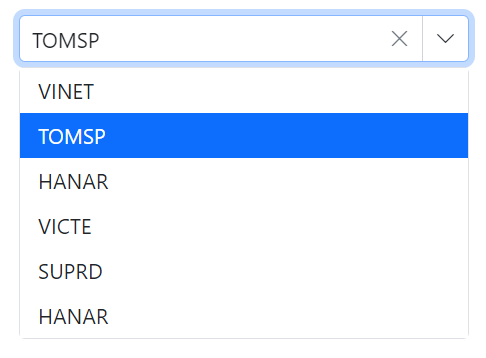 TOMSP
VINET
TOMSP
HANAR
VICTE
SUPRD
HANAR